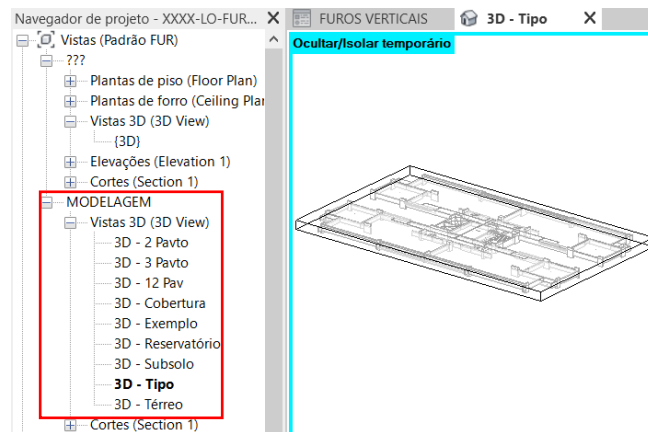 Navegador de projeto - XXXX-LO-FUR...
FUROS VERTICAIS
3D - Tipo
Vistas (Padrão FUR)
???
Plantas de piso (Floor Plan)
Plantas de forro (Ceiling Plan
Vistas 3D (3D View)
{3D}
Elevações (Elevation 1)
Cortes (Section 1)
MODELAGEM
Vistas 3D (3D View)
3D - 2 Pavto
3D - 3 Pavto
3D - 12 Pav
3D - Cobertura
3D - Exemplo
3D - Reservatório
3D - Subsolo
3D - Tipo
3D - Térreo
Cortes (Section 1)
Ocultar/Isolar temporário